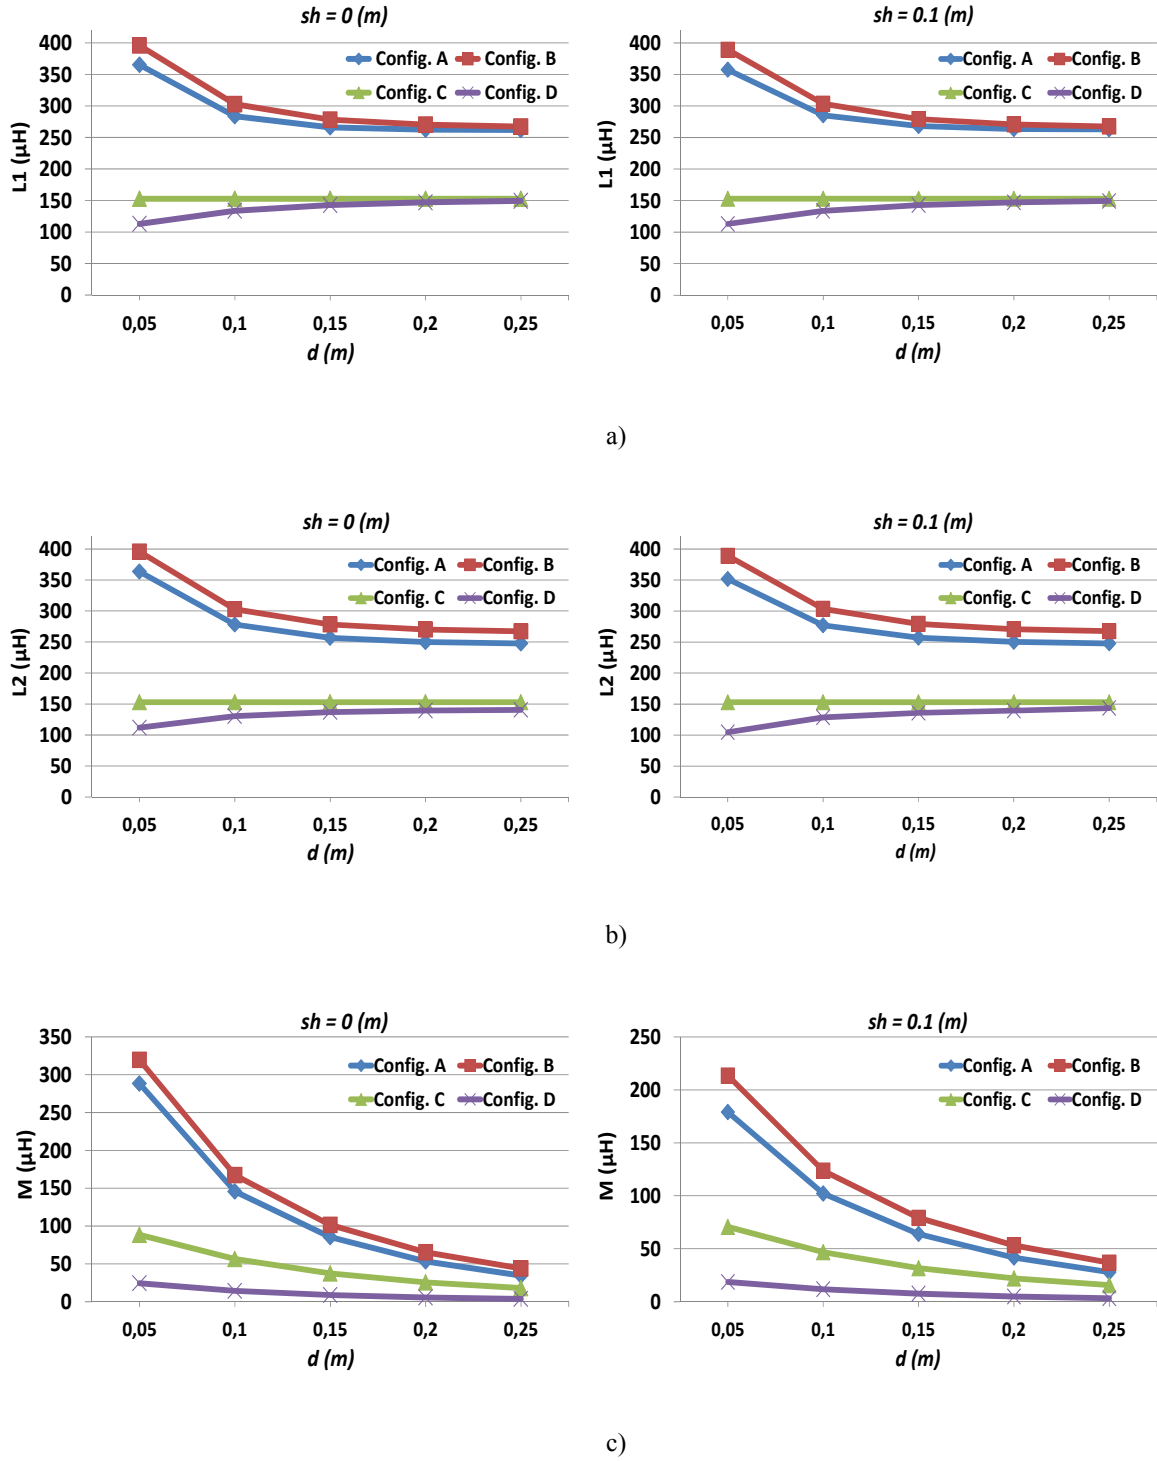 sh = 0 (m)
L1 (µH)
400
350
300
250
200
150
100
50
0
Config. A Config. B
Config. C Config. D
0,05 0,1 0,15 0,2 0,25
d (m)
sh = 0.1 (m)
L1 (µH)
400
350
300
250
200
150
100
50
0
Config. A Config. B
Config. C Config. D
0,05 0,1 0,15 0,2 0,25
d (m)
a)
sh = 0 (m)
L2 (µH)
400
350
300
250
200
150
100
50
0
Config. A Config. B
Config. C Config. D
0,05 0,1 0,15 0,2 0,25
d (m)
sh = 0.1 (m)
L2 (µH)
400
350
300
250
200
150
100
50
0
Config. A Config. B
Config. C Config. D
0,05 0,1 0,15 0,2 0,25
d (m)
b)
sh = 0 (m)
M (µH)
350
300
250
200
150
100
50
0
Config. A Config. B
Config. C Config. D
0,05 0,1 0,15 0,2 0,25
d (m)
sh = 0.1 (m)
M (µH)
250
200
150
100
50
0
Config. A Config. B
Config. C Config. D
0,05 0,1 0,15 0,2 0,25
d (m)
c)